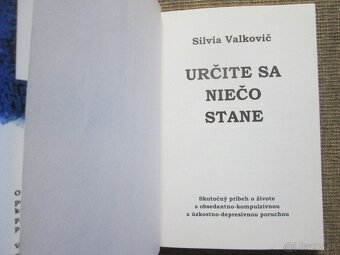 Silvia Valkovič
URČITE SA
NIEČO
STANE
Skutočný príbeh o živote
s obsedantno-kompulzívnou
a úzkostno-depresívnou poruchou